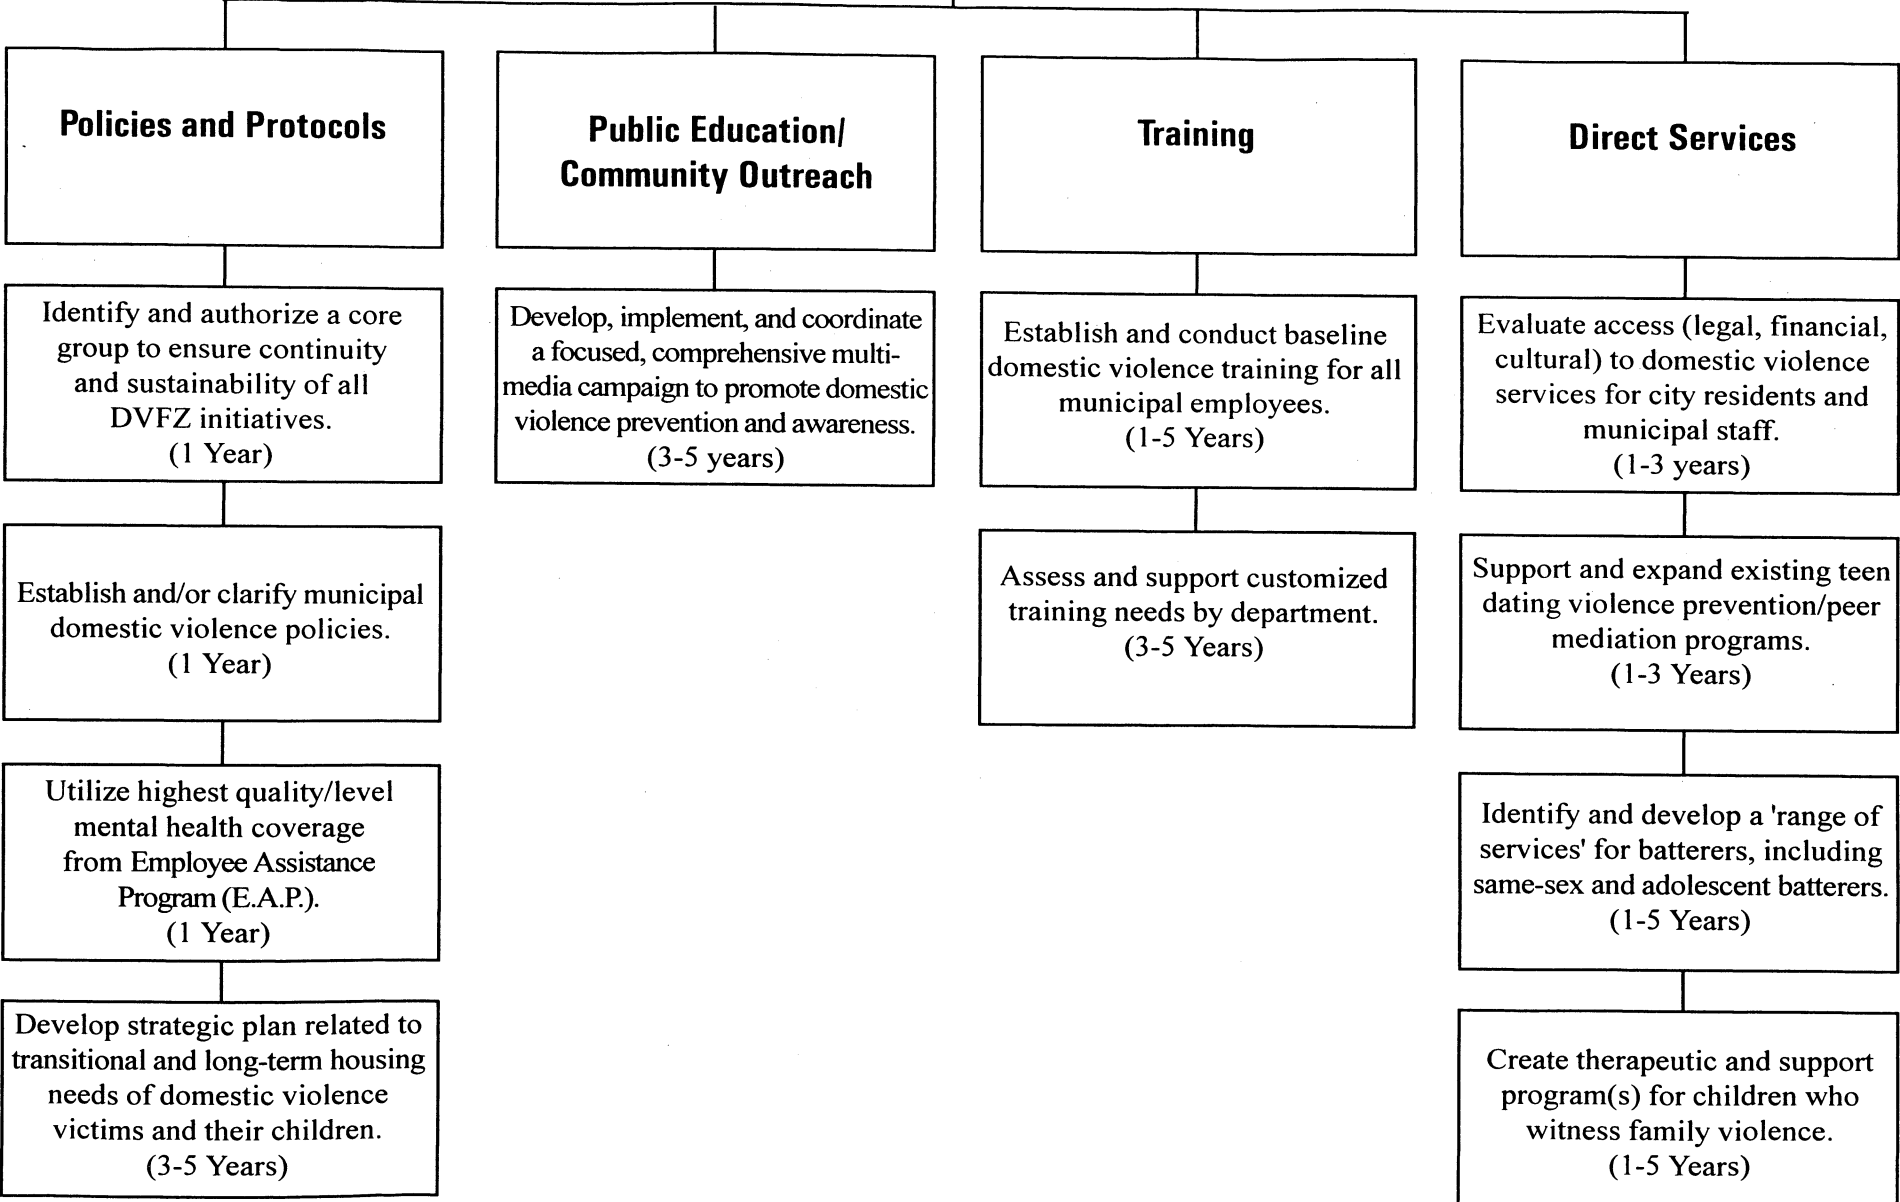 Policies and Protocols
Identify and authorize a core
group to ensure continuity
and sustainability of all
DVFZ initiatives.
(1 Year)
Establish and/or clarify municipal
domestic violence policies.
(1 Year)
Utilize highest quality/level
mental health coverage
from Employee Assistance
Program (E.A.P.).
(1 Year)
Develop strategic plan related to
transitional and long-term housing
needs of domestic violence
victims and their children.
(3-5 Years)
Public Education/
Community Outreach
Develop, implement, and coordinate
a focused, comprehensive multi-
media campaign to promote domestic
violence prevention and awareness.
(3-5 years)
Training
Establish and conduct baseline
domestic violence training for all
municipal employees.
(1-5 Years)
Assess and support customized
training needs by department.
(3-5 Years)
Direct Services
Evaluate access (legal, financial,
cultural) to domestic violence
services for city residents and
municipal staff.
(1-3 years)
Support and expand existing teen
dating violence prevention/peer
mediation programs.
(1-3 Years)
Identify and develop a 'range of
services' for batterers, including
same-sex and adolescent batterers.
(1-5 Years)
Create therapeutic and support
program(s) for children who
witness family violence.
(1-5 Years)